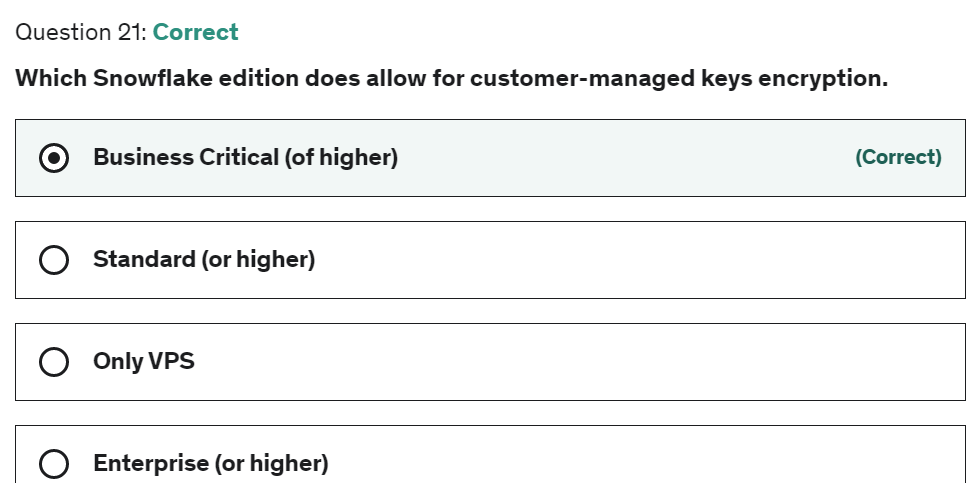 Question 21: Correct
Which Snowflake edition does allow for customer-managed keys encryption.
Business Critical (of higher) (Correct)
Standard (or higher)
Only VPS
Enterprise (or higher)